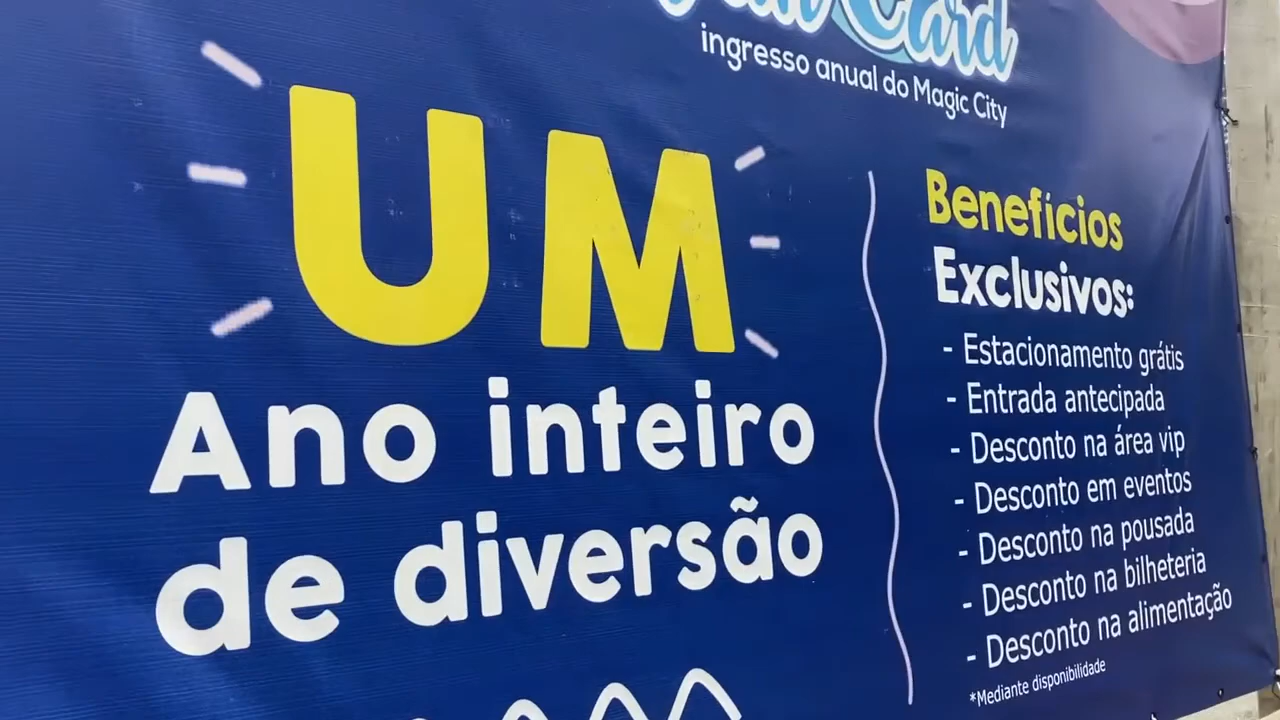 Card
ingresso anual do Magic City
UM
Ano inteiro
de diversão
Benefícios
Exclusivos:
- Estacionamento grátis
- Entrada antecipada
- Desconto na área vip
- Desconto em eventos
- Desconto na pousada
- Desconto na bilheteria
- Desconto na alimentação
*Mediante disponibilidade